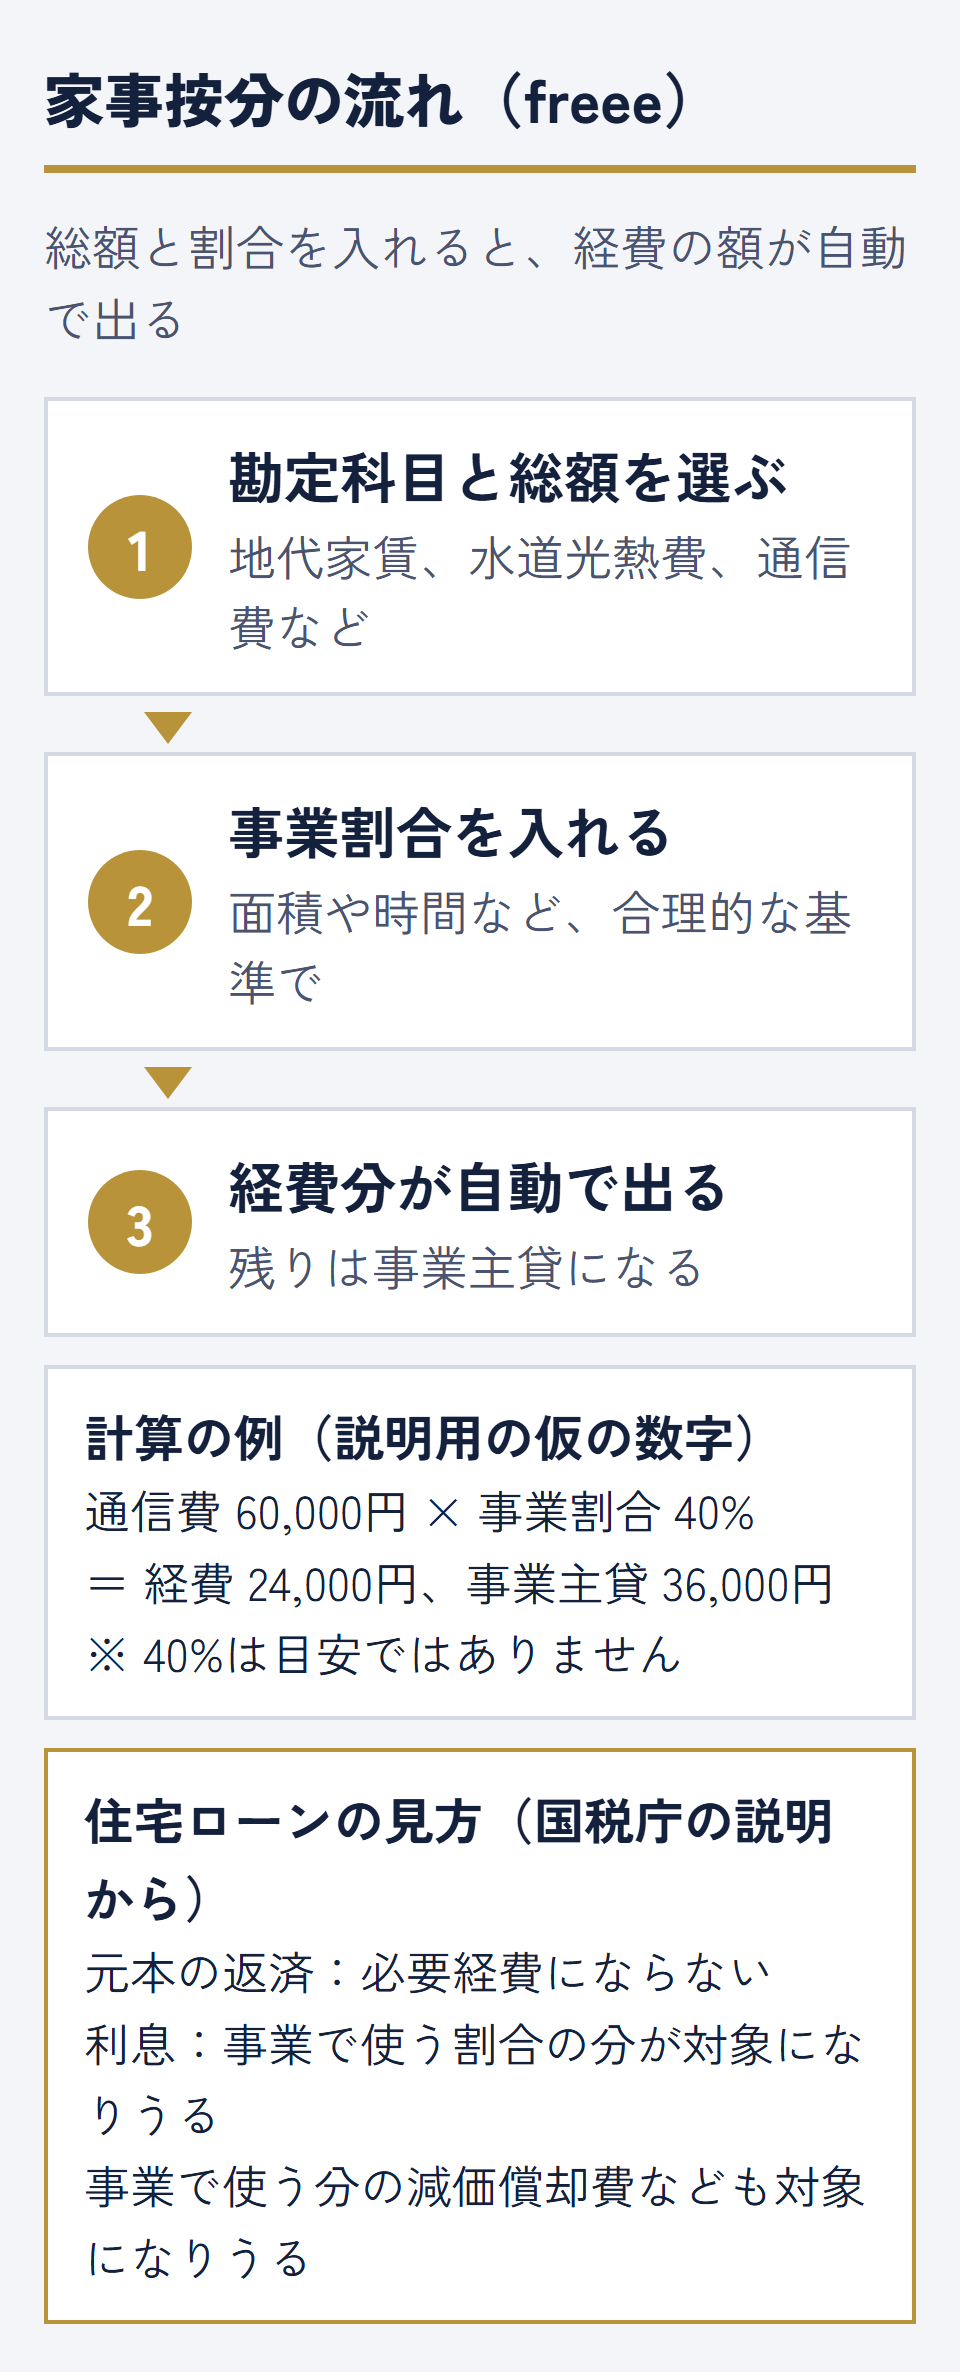 家事按分の流れ（freee）
総額と割合を入れると、経費の額が自動
で出る
1
勘定科目と総額を選ぶ
地代家賃、水道光熱費、通信
費など
2
事業割合を入れる
面積や時間など、合理的な基
準で
3
経費分が自動で出る
残りは事業主貸になる
計算の例（説明用の仮の数字）
通信費 60,000円 × 事業割合 40%
＝ 経費 24,000円、事業主貸 36,000円
※ 40%は目安ではありません
住宅ローンの見方（国税庁の説明
から）
元本の返済：必要経費にならない
利息：事業で使う割合の分が対象にな
りうる
事業で使う分の減価償却費なども対象
になりうる